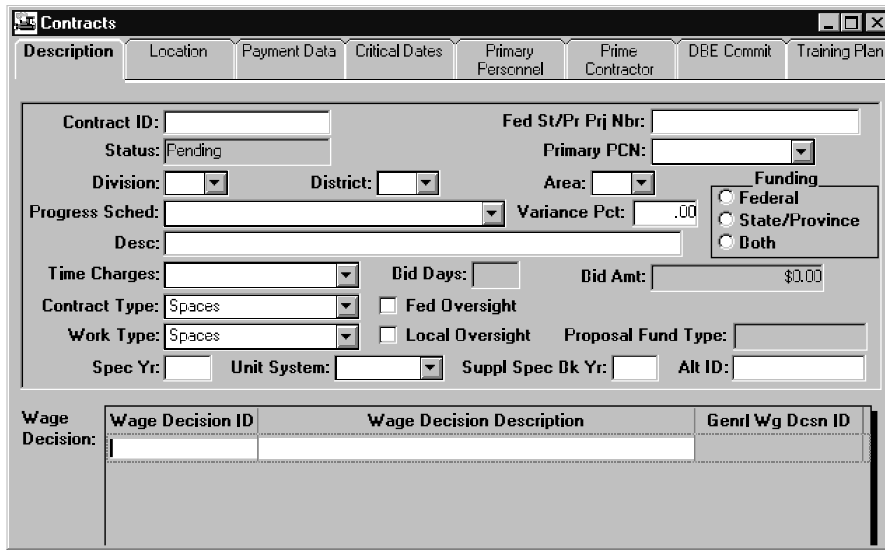 Contracts
Description Location Payment Data Critical Dates Primary Personnel Prime Contractor DBE Commit Training Plan
Contract ID: Fed St/Pr Prj Nbr:
Status: Pending Primary PCN:
Division: District: Area: Funding
Federal
Progress Sched: Variance Pct: .00 State/Province
Desc: Both
Time Charges: Bid Days: Bid Amt: $0.00
Contract Type: Spaces Fed Oversight
Work Type: Spaces Local Oversight Proposal Fund Type:
Spec Yr: Unit System: Suppl Spec Bk Yr: Alt ID:
Wage Decision: Wage Decision ID Wage Decision Description Genrl Wg Dcsn ID